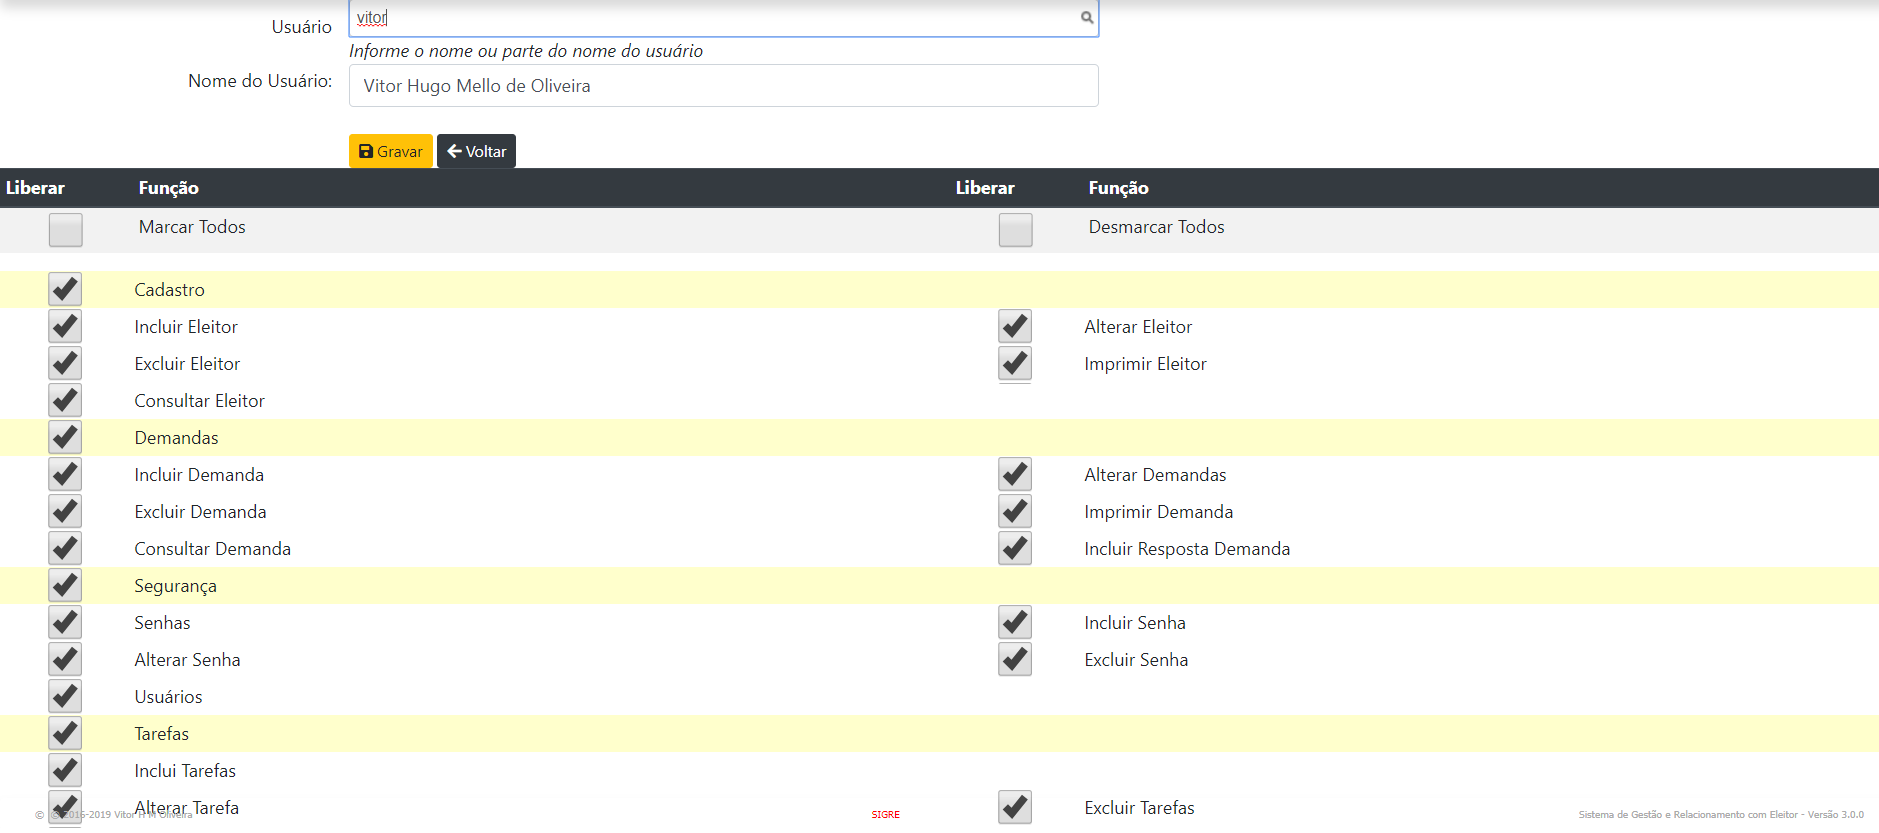 Usuário vitor
Informe o nome ou parte do nome do usuário
Nome do Usuário: Vitor Hugo Mello de Oliveira
Gravar Voltar
Liberar Função Liberar Função
Marcar Todos Desmarcar Todos
Cadastro
Incluir Eleitor Alterar Eleitor
Excluir Eleitor Imprimir Eleitor
Consultar Eleitor
Demandas
Incluir Demanda Alterar Demandas
Excluir Demanda Imprimir Demanda
Consultar Demanda Incluir Resposta Demanda
Segurança
Senhas Incluir Senha
Alterar Senha Excluir Senha
Usuários
Tarefas
Inclui Tarefas
Alterar Tarefa Excluir Tarefas
© © 2016-2019 Vitor H M Oliveira SIGRE Sistema de Gestão e Relacionamento com Eleitor - Versão 3.0.0